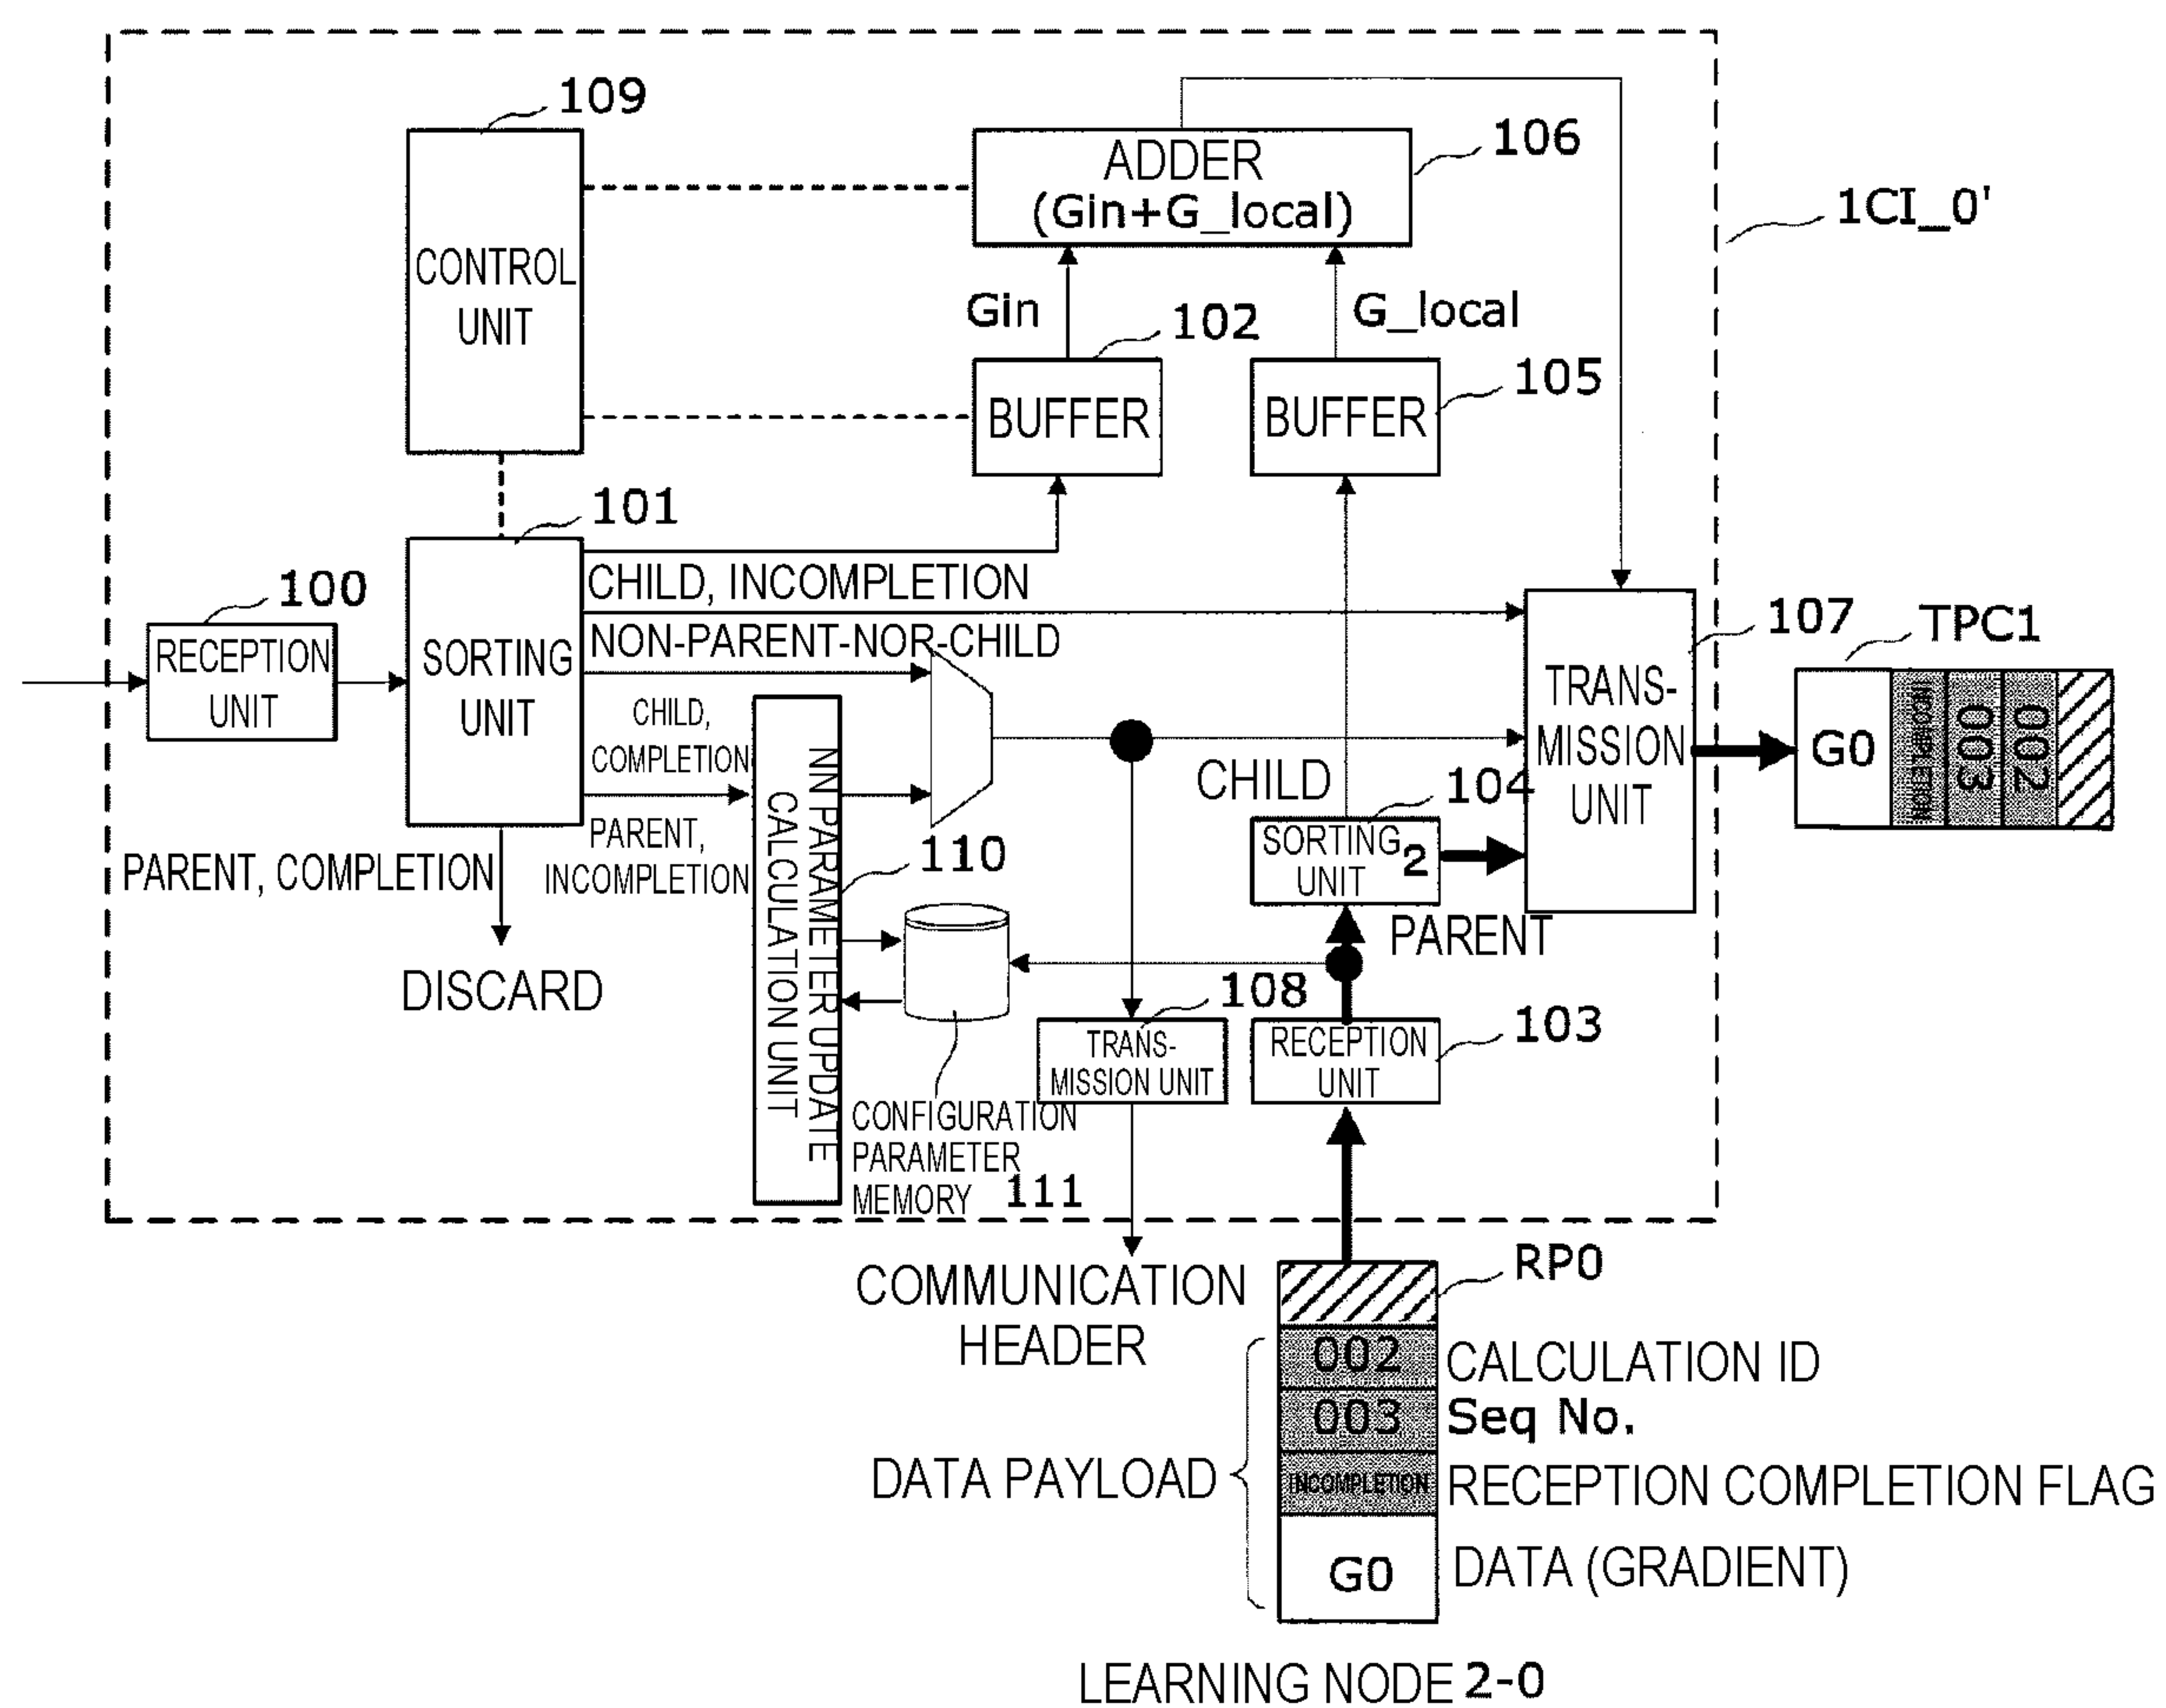 109
ADDER
(Gin+G_local)
106
1CI_0'
CONTROL
UNIT
Gin
102
G_local
BUFFER
BUFFER
105
101
100
CHILD, INCOMPLETION
NON-PARENT-NOR-CHILD
RECEPTION
UNIT
SORTING
UNIT
CHILD,
COMPLETION
PARENT,
INCOMPLETION
PARENT, COMPLETION
DISCARD
NN PARAMETER UPDATE
CALCULATION UNIT
110
CHILD
104
SORTING
UNIT 2
PARENT
TRANS-
MISSION
UNIT
107
TPC1
G0
INCOMPLETION
003
002
108
TRANS-
MISSION UNIT
RECEPTION
UNIT
103
CONFIGURATION
PARAMETER
MEMORY 111
COMMUNICATION
HEADER
RP0
002
CALCULATION ID
003
Seq No.
DATA PAYLOAD
INCOMPLETION
RECEPTION COMPLETION FLAG
G0
DATA (GRADIENT)
LEARNING NODE 2-0